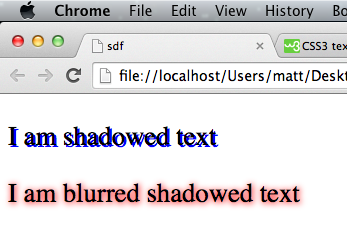 Chrome File Edit View History Bo
sdf
CSS3 tex
file://localhost/Users/matt/Deskt
I am shadowed text
I am blurred shadowed text